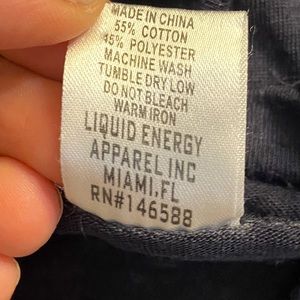 MADE IN CHINA
55% COTTON
45% POLYESTER
MACHINE WASH
TUMBLE DRY LOW
DO NOT BLEACH
WARM IRON
LIQUID ENERGY
APPAREL INC
MIAMI,FL
RN#146588